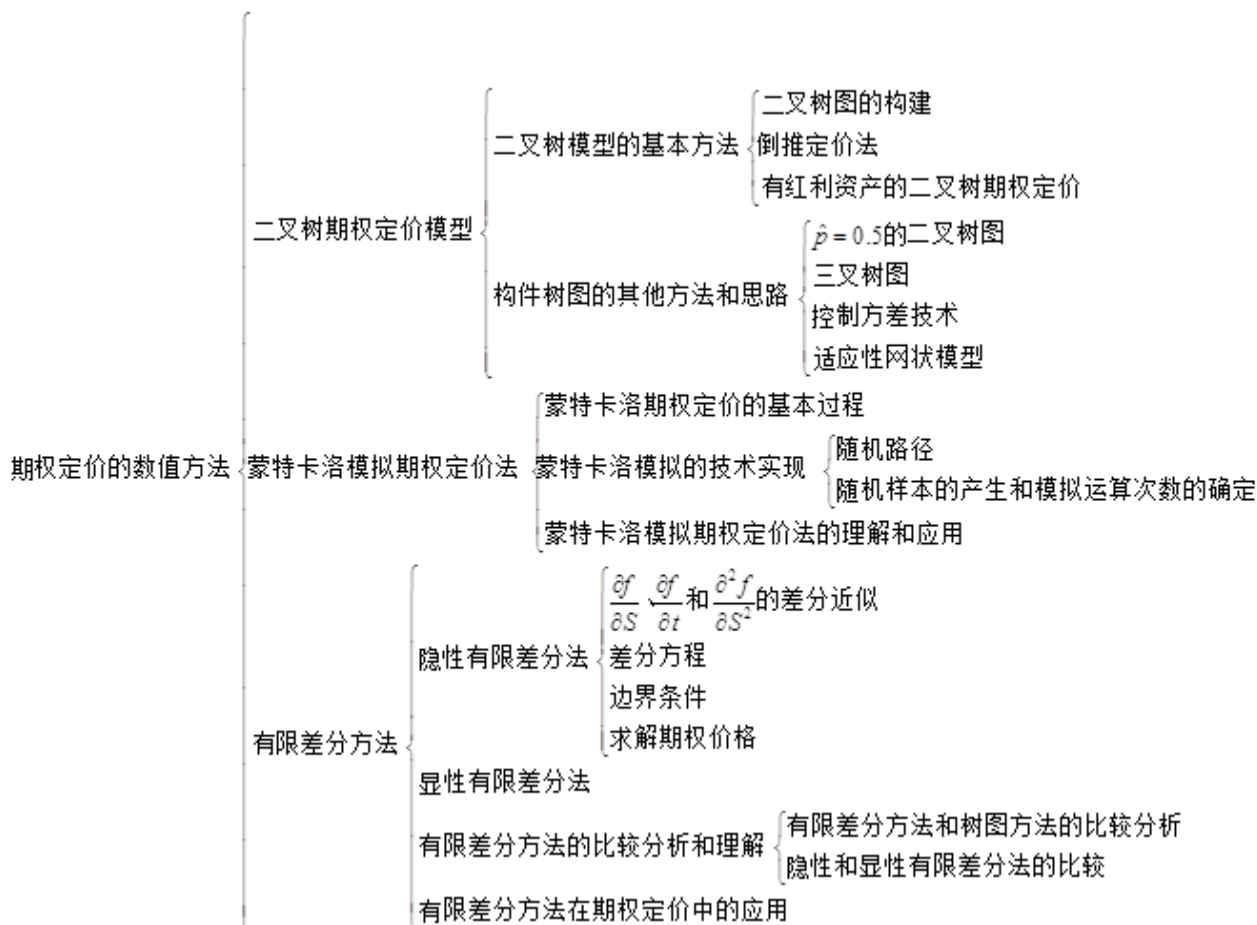 期权定价的数值方法
二叉树期权定价模型
二叉树模型的基本方法
二叉树图的构建
倒推定价法
有红利资产的二叉树期权定价
构件树图的其他方法和思路
p̂ = 0.5的二叉树图
三叉树图
控制方差技术
适应性网状模型
蒙特卡洛模拟期权定价法
蒙特卡洛期权定价的基本过程
蒙特卡洛模拟的技术实现
随机路径
随机样本的产生和模拟运算次数的确定
蒙特卡洛模拟期权定价法的理解和应用
有限差分方法
隐性有限差分法
∂f/∂S、∂f/∂t和∂²f/∂S²的差分近似
差分方程
边界条件
求解期权价格
显性有限差分法
有限差分方法的比较分析和理解
有限差分方法和树图方法的比较分析
隐性和显性有限差分法的比较
有限差分方法在期权定价中的应用